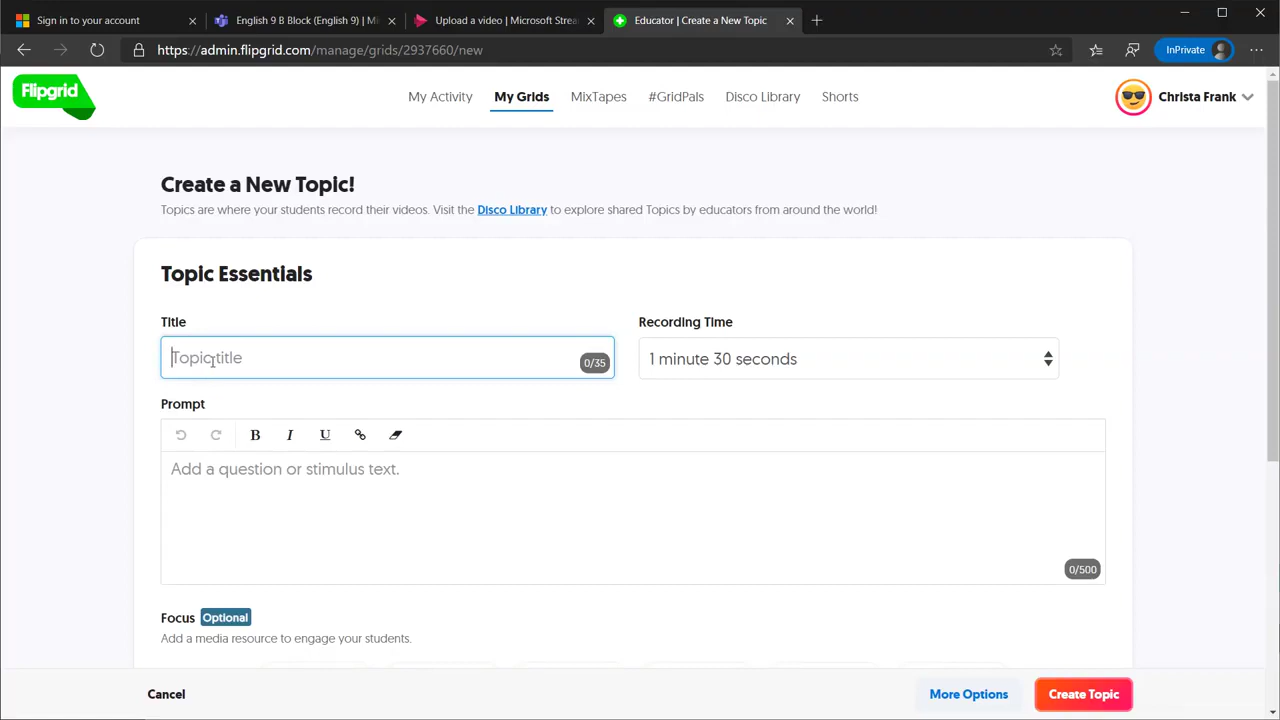 Sign in to your account
English 9 B Block (English 9) | Mi
Upload a video | Microsoft Strea
Educator | Create a New Topic
https://admin.flipgrid.com/manage/grids/2937660/new
InPrivate
Flipgrid
My Activity
My Grids
MixTapes
#GridPals
Disco Library
Shorts
Christa Frank
Create a New Topic!
Topics are where your students record their videos. Visit the Disco Library to explore shared Topics by educators from around the world!
Topic Essentials
Title
Recording Time
Topic title
0/35
1 minute 30 seconds
Prompt
B I U
Add a question or stimulus text.
0/500
Focus Optional
Add a media resource to engage your students.
Cancel
More Options
Create Topic